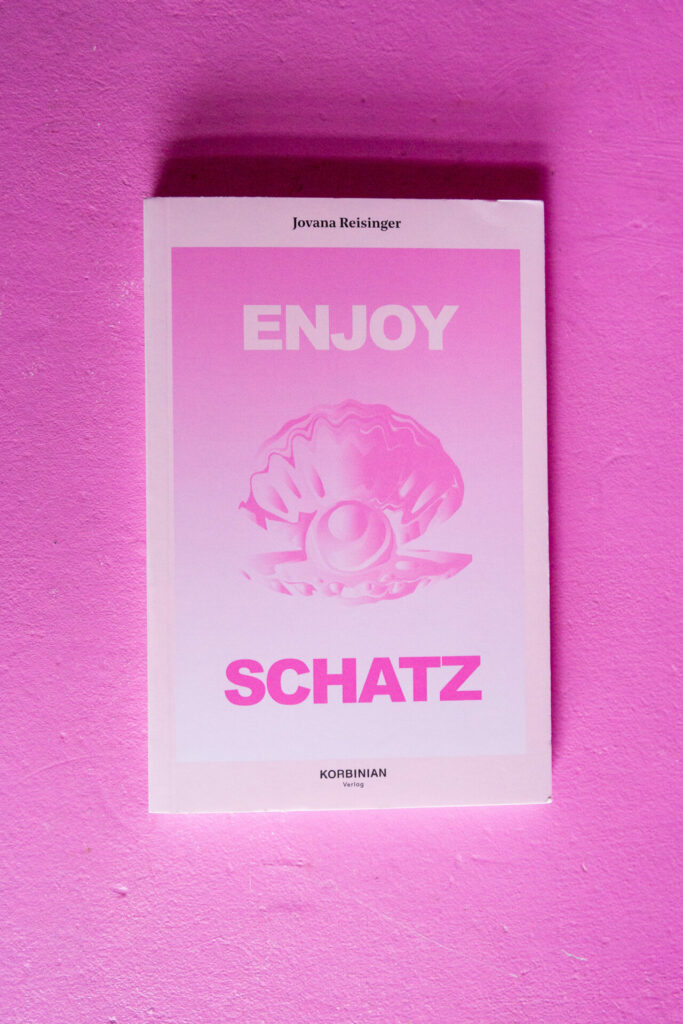 Jovana Reisinger
ENJOY
SCHATZ
KORBINIAN
Verlag